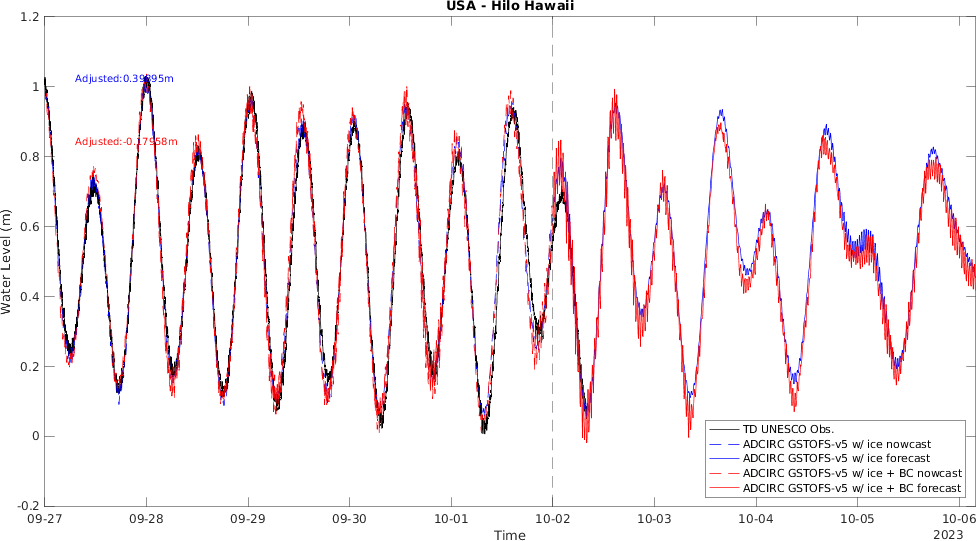 USA - Hilo Hawaii
1.2
1
0.8
0.6
0.4
0.2
0
-0.2
Water Level (m)
Adjusted:0.39395m
Adjusted:-0.17958m
TD UNESCO Obs.
ADCIRC GSTOFS-v5 w/ ice nowcast
ADCIRC GSTOFS-v5 w/ ice forecast
ADCIRC GSTOFS-v5 w/ ice + BC nowcast
ADCIRC GSTOFS-v5 w/ ice + BC forecast
09-27 09-28 09-29 09-30 10-01 10-02 10-03 10-04 10-05 10-06
Time
2023